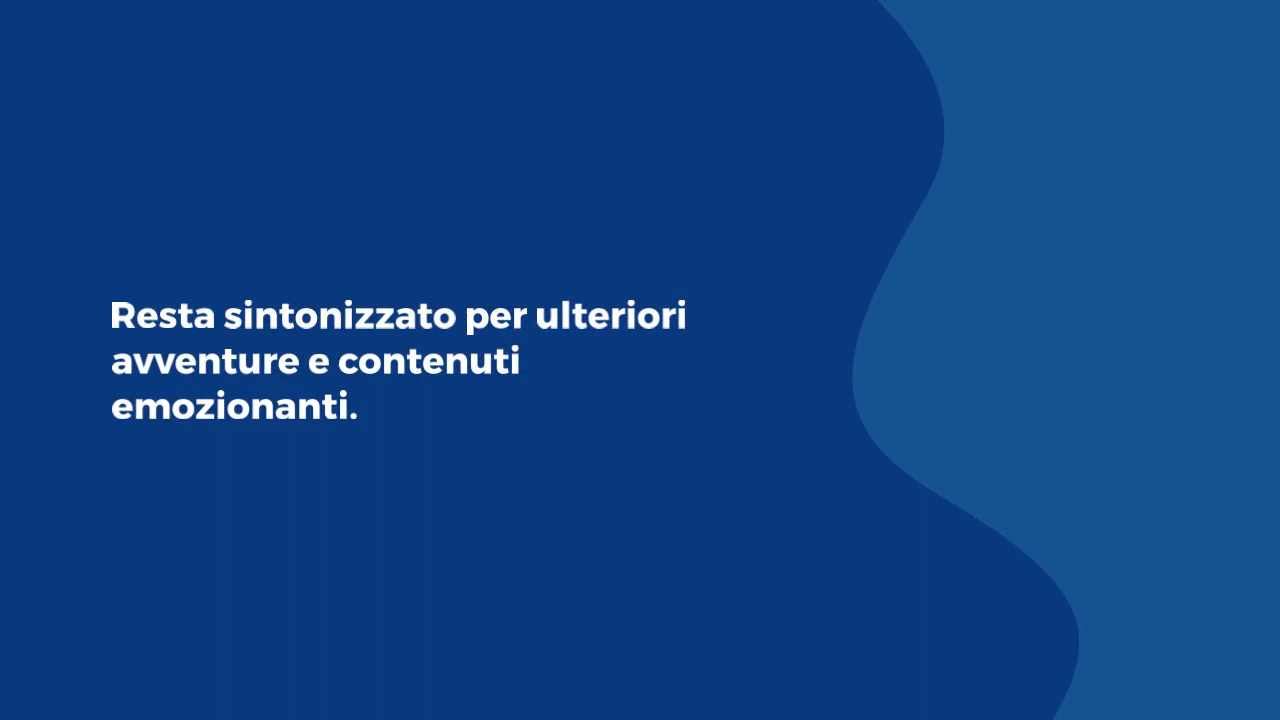 Resta sintonizzato per ulteriori
avventure e contenuti
emozionanti.